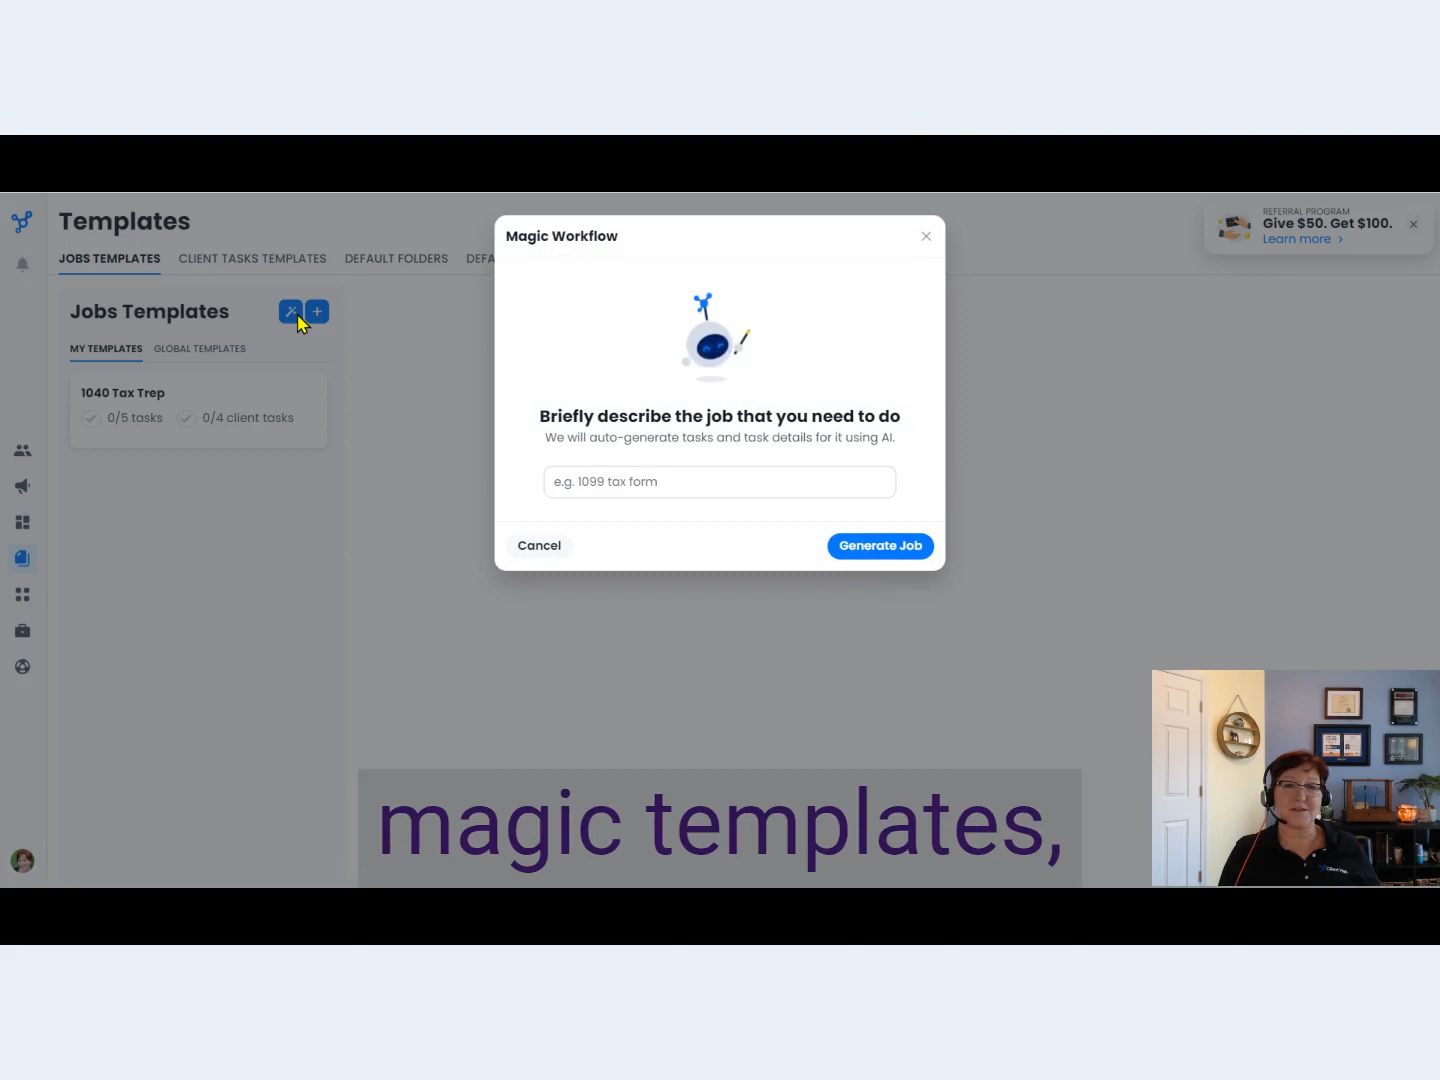 Templates
JOBS TEMPLATES
CLIENT TASKS TEMPLATES
DEFAULT FOLDERS
DEFA
Jobs Templates
MY TEMPLATES
GLOBAL TEMPLATES
1040 Tax Trep
0/5 tasks
0/4 client tasks
Magic Workflow
Briefly describe the job that you need to do
We will auto-generate tasks and task details for it using AI.
e.g. 1099 tax form
Cancel
Generate Job
REFERRAL PROGRAM
Give $50. Get $100.
Learn more >
magic templates,